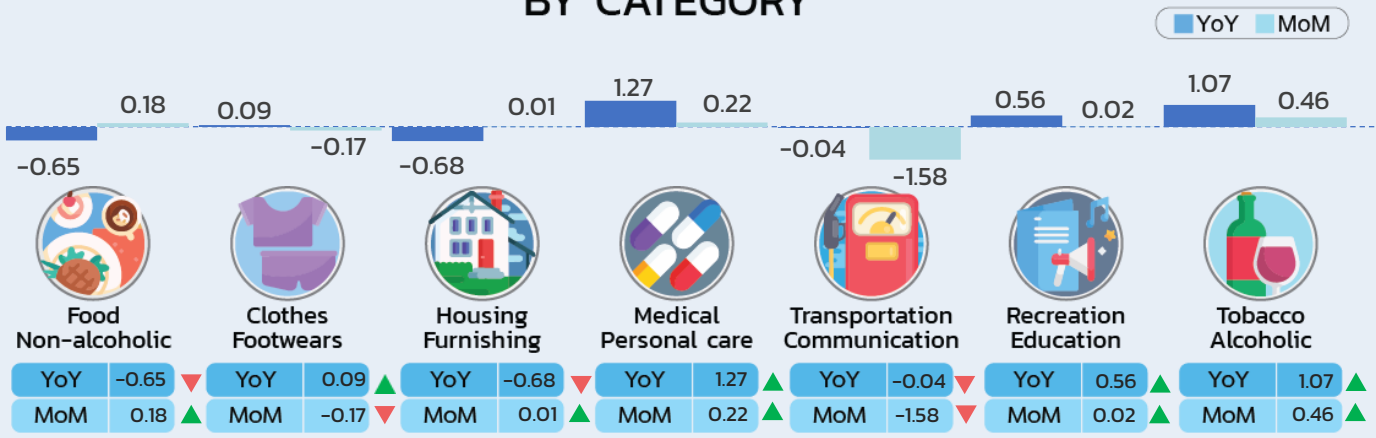 BY CATEGORY
YoY MoM
-0.65 0.18 0.09 -0.17 -0.68 0.01 1.27 0.22 -0.04 -1.58 0.56 0.02 1.07 0.46
Food
Non-alcoholic
Clothes
Footwears
Housing
Furnishing
Medical
Personal care
Transportation
Communication
Recreation
Education
Tobacco
Alcoholic
YoY -0.65 YoY 0.09 YoY -0.68 YoY 1.27 YoY -0.04 YoY 0.56 YoY 1.07
MoM 0.18 MoM -0.17 MoM 0.01 MoM 0.22 MoM -1.58 MoM 0.02 MoM 0.46